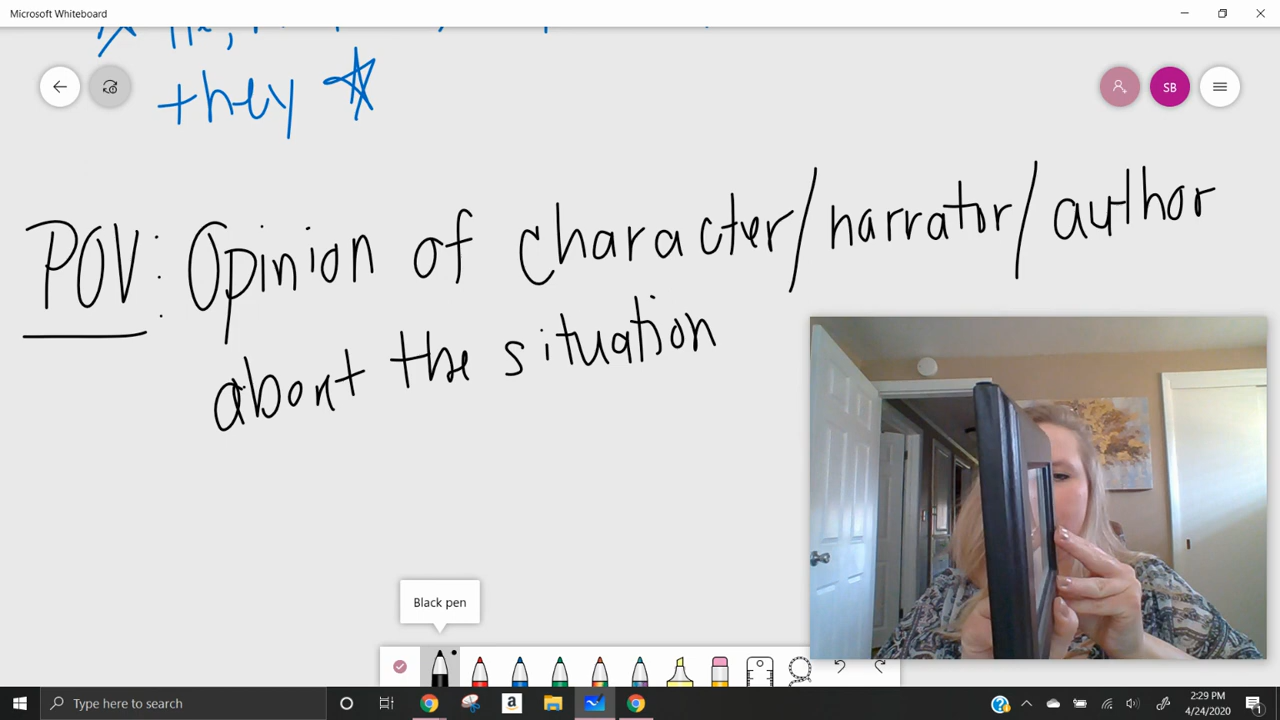 Microsoft Whiteboard
they
SB
POV: Opinion of character/narrator/author
about the situation
Black pen
Type here to search
2:29 PM
4/24/2020